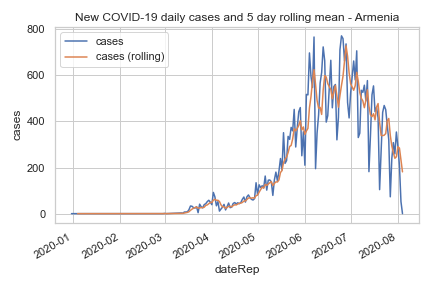 New COVID-19 daily cases and 5 day rolling mean - Armenia
cases
cases (rolling)
800
600
400
200
0
cases
2020-01
2020-02
2020-03
2020-04
2020-05
2020-06
2020-07
2020-08
dateRep